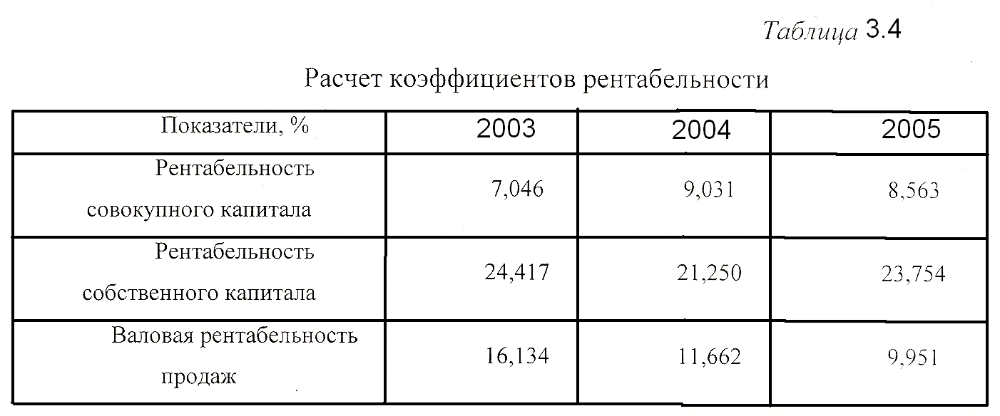 Таблица 3.4
Расчет коэффициентов рентабельности
Показатели, % 2003 2004 2005
Рентабельность
совокупного капитала 7,046 9,031 8,563
Рентабельность
собственного капитала 24,417 21,250 23,754
Валовая рентабельность
продаж 16,134 11,662 9,951